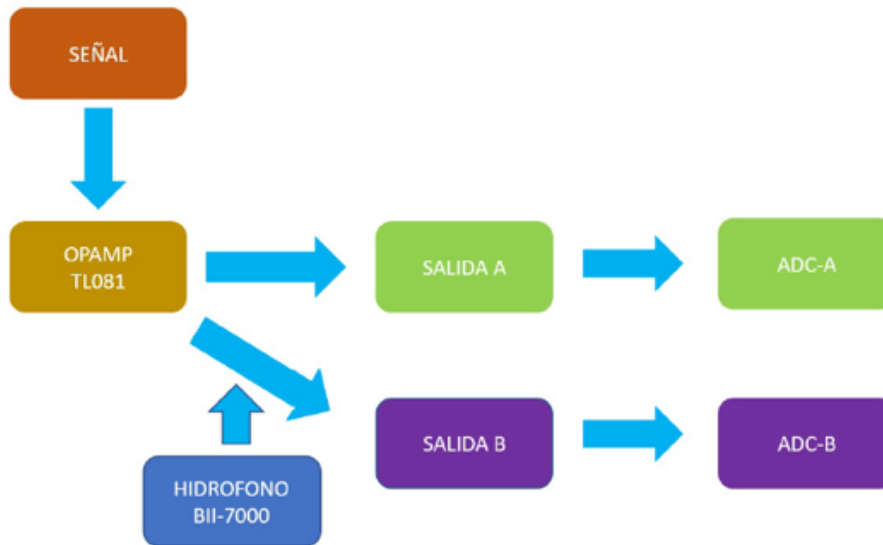 SEÑAL
OPAMP
TL081
SALIDA A
ADC-A
SALIDA B
ADC-B
HIDROFONO
BII-7000